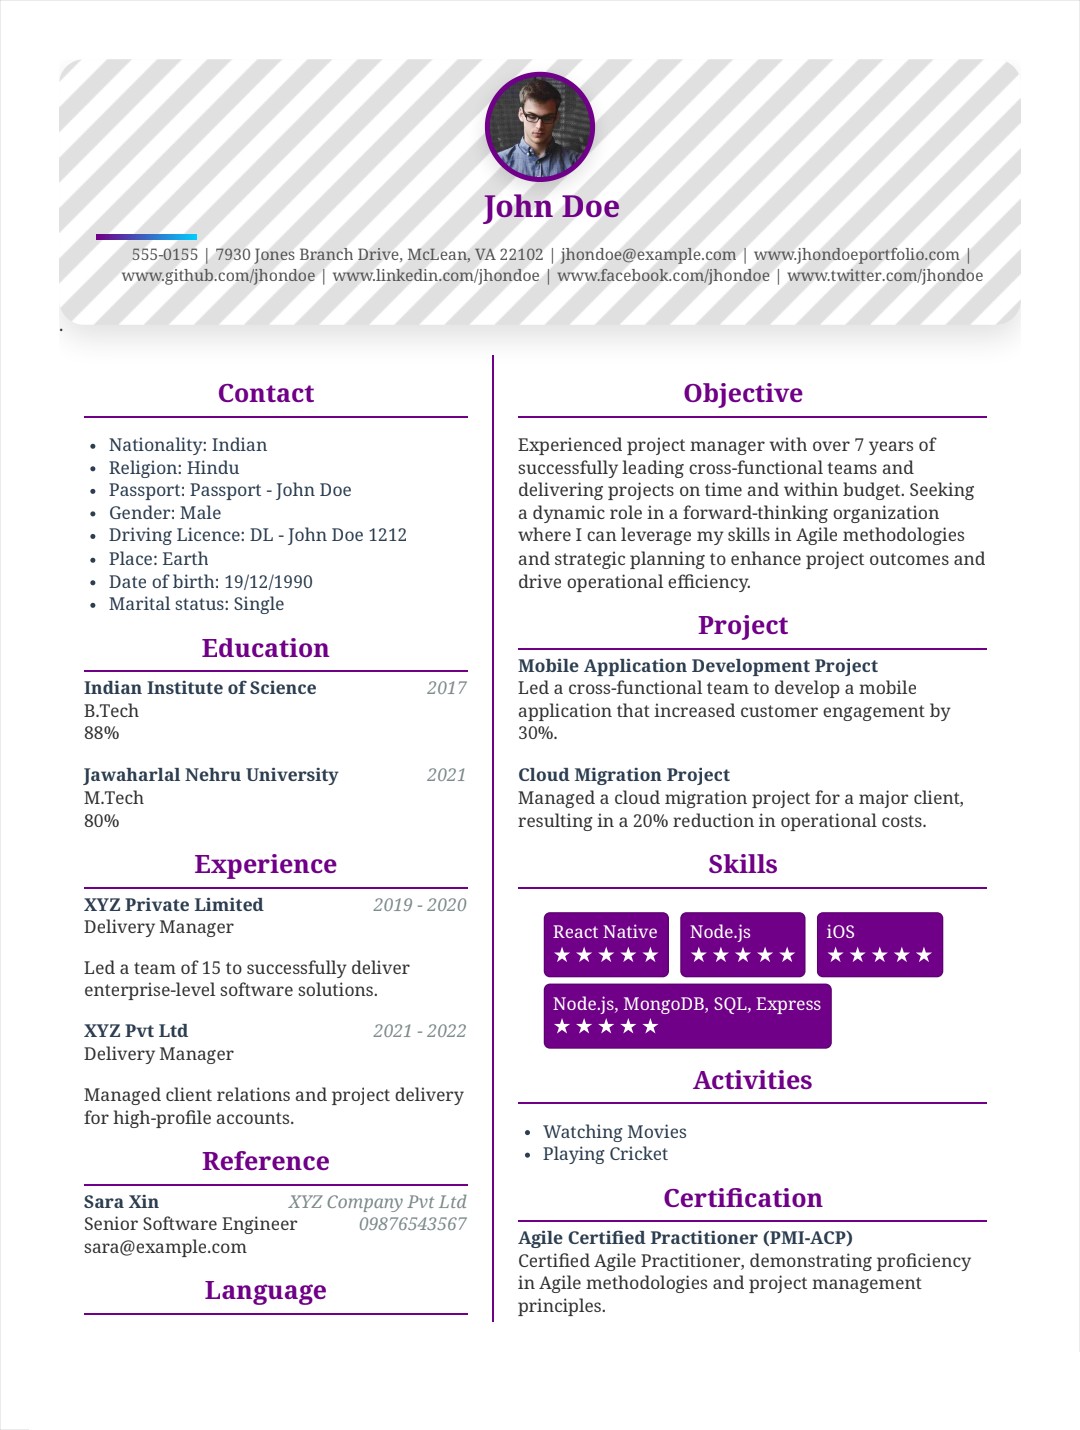 John Doe
555-0155 | 7930 Jones Branch Drive, McLean, VA 22102 | jhondoe@example.com | www.jhondoeportfolio.com |
www.github.com/jhondoe | www.linkedin.com/jhondoe | www.facebook.com/jhondoe | www.twitter.com/jhondoe
.
Contact
• Nationality: Indian
• Religion: Hindu
• Passport: Passport - John Doe
• Gender: Male
• Driving Licence: DL - John Doe 1212
• Place: Earth
• Date of birth: 19/12/1990
• Marital status: Single
Education
Indian Institute of Science 2017
B.Tech
88%
Jawaharlal Nehru University 2021
M.Tech
80%
Experience
XYZ Private Limited 2019 - 2020
Delivery Manager
Led a team of 15 to successfully deliver
enterprise-level software solutions.
XYZ Pvt Ltd 2021 - 2022
Delivery Manager
Managed client relations and project delivery
for high-profile accounts.
Reference
Sara Xin XYZ Company Pvt Ltd
Senior Software Engineer 09876543567
sara@example.com
Language
Objective
Experienced project manager with over 7 years of
successfully leading cross-functional teams and
delivering projects on time and within budget. Seeking
a dynamic role in a forward-thinking organization
where I can leverage my skills in Agile methodologies
and strategic planning to enhance project outcomes and
drive operational efficiency.
Project
Mobile Application Development Project
Led a cross-functional team to develop a mobile
application that increased customer engagement by
30%.
Cloud Migration Project
Managed a cloud migration project for a major client,
resulting in a 20% reduction in operational costs.
Skills
React Native Node.js iOS
★★★★★ ★★★★★ ★★★★★
Node.js, MongoDB, SQL, Express
★★★★★
Activities
• Watching Movies
• Playing Cricket
Certification
Agile Certified Practitioner (PMI-ACP)
Certified Agile Practitioner, demonstrating proficiency
in Agile methodologies and project management
principles.